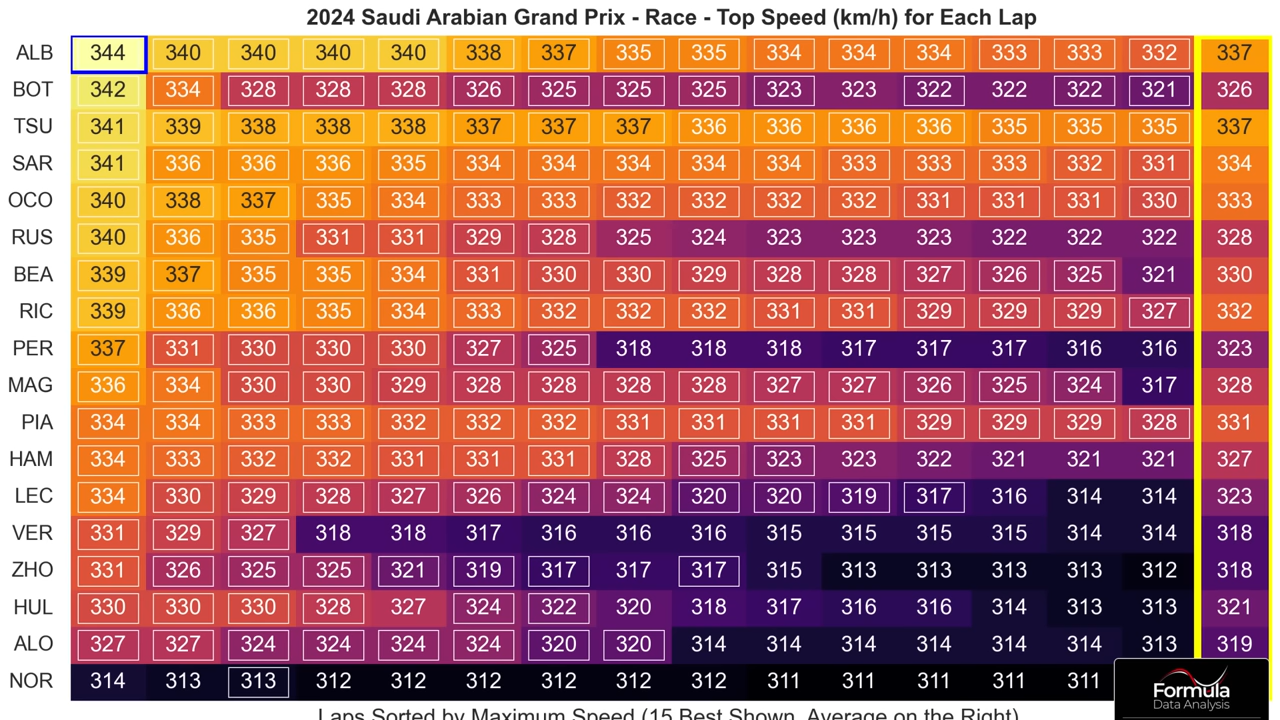 2024 Saudi Arabian Grand Prix - Race - Top Speed (km/h) for Each Lap
ALB 344 340 340 340 340 338 337 335 335 334 334 334 333 333 332 337
BOT 342 334 328 328 328 326 325 325 325 323 323 322 322 322 321 326
TSU 341 339 338 338 338 337 337 337 336 336 336 336 335 335 335 337
SAR 341 336 336 336 335 334 334 334 334 334 333 333 333 332 331 334
OCO 340 338 337 335 334 333 333 332 332 332 332 331 331 331 330 333
RUS 340 336 335 331 331 329 328 325 324 323 323 323 322 322 322 328
BEA 339 337 335 335 334 331 330 330 329 328 328 327 326 325 321 330
RIC 339 336 336 335 334 333 332 332 332 331 331 329 329 329 327 332
PER 337 331 330 330 330 327 325 318 318 318 317 317 317 316 316 323
MAG 336 334 330 330 329 328 328 328 328 327 327 326 325 324 317 328
PIA 334 334 333 333 332 332 332 331 331 331 331 329 329 329 328 331
HAM 334 333 332 332 331 331 331 328 325 323 323 322 321 321 321 327
LEC 334 330 329 328 327 326 324 324 320 320 319 317 316 314 314 323
VER 331 329 327 318 318 317 316 316 316 315 315 315 315 314 314 318
ZHO 331 326 325 325 321 319 317 317 317 315 313 313 313 313 312 318
HUL 330 330 330 328 327 324 322 320 318 317 316 316 314 313 313 321
ALO 327 327 324 324 324 324 320 320 314 314 314 314 314 314 313 319
NOR 314 313 313 312 312 312 312 312 312 311 311 311 311 311
Formula
Data Analysis
Laps Sorted by Maximum Speed (15 Best Shown, Average on the Right)